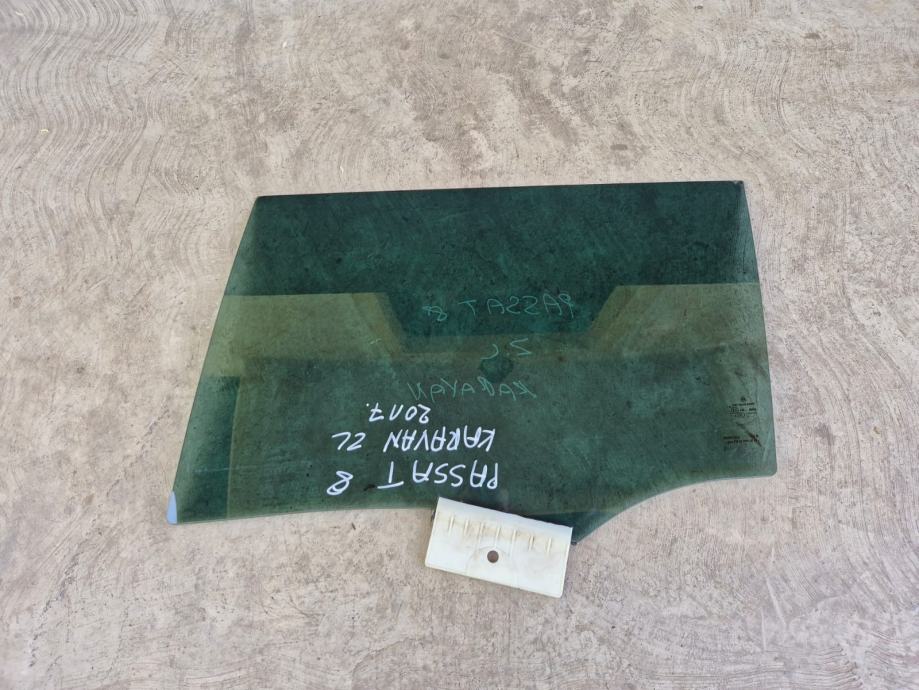 PASSAT 8
KARAVAN ZL
2017.
PASSAT 8
ZL
KARAVAN